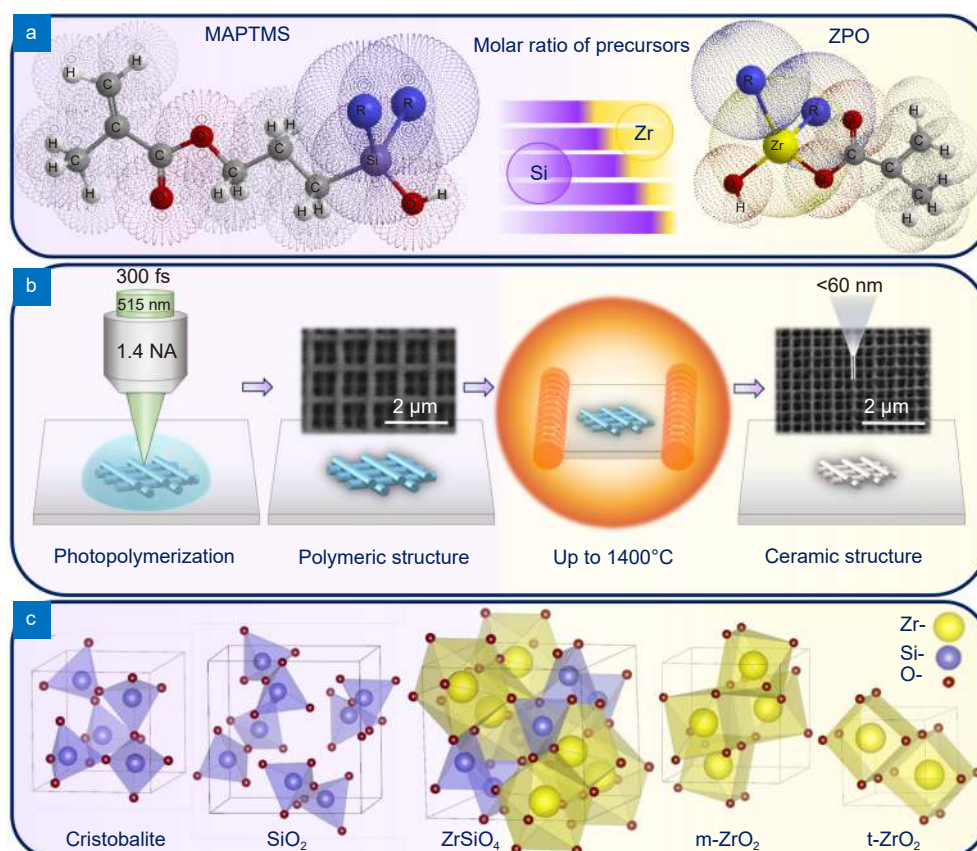 a
MAPTMS
Molar ratio of precursors
ZPO
Si
Zr
H H C C H C H H C O O C H H H C H H C H H Si R R O H
R R Zr O O O H C C C H H C H H
b
300 fs
515 nm
1.4 NA
2 μm
<60 nm
2 μm
Photopolymerization
Polymeric structure
Up to 1400°C
Ceramic structure
c
Zr-
Si-
O-
Cristobalite
SiO₂
ZrSiO₄
m-ZrO₂
t-ZrO₂